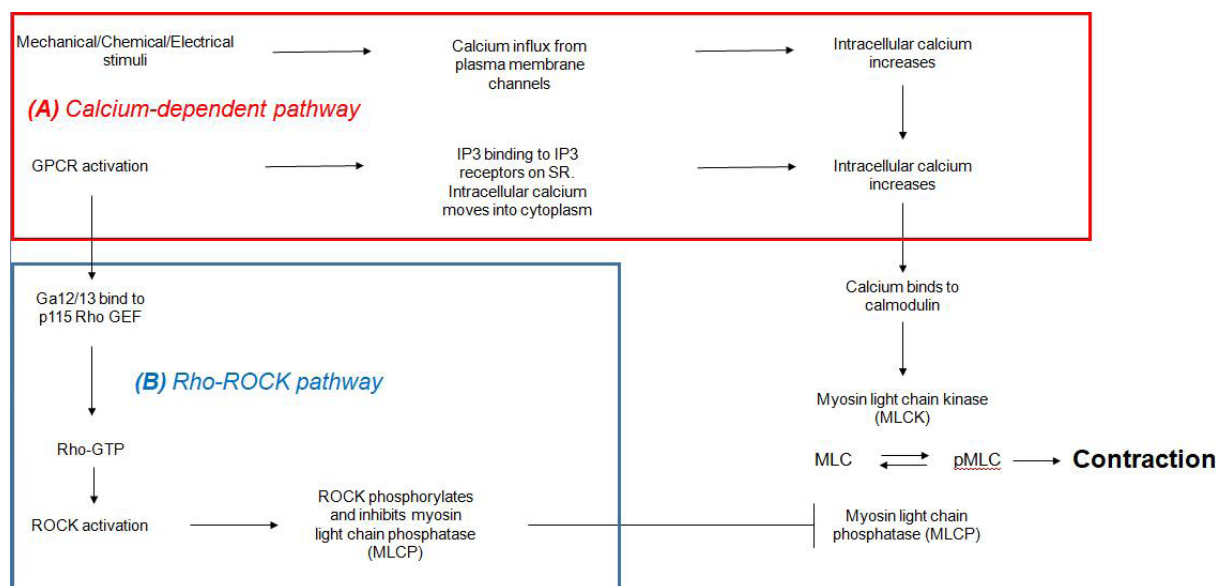 Mechanical/Chemical/Electrical
stimuli
Calcium influx from
plasma membrane
channels
Intracellular calcium
increases
(A) Calcium-dependent pathway
GPCR activation
IP3 binding to IP3
receptors on SR.
Intracellular calcium
moves into cytoplasm
Intracellular calcium
increases
Ga12/13 bind to
p115 Rho GEF
Calcium binds to
calmodulin
(B) Rho-ROCK pathway
Myosin light chain kinase
(MLCK)
Rho-GTP
MLC
pMLC
Contraction
ROCK activation
ROCK phosphorylates
and inhibits myosin
light chain phosphatase
(MLCP)
Myosin light chain
phosphatase (MLCP)